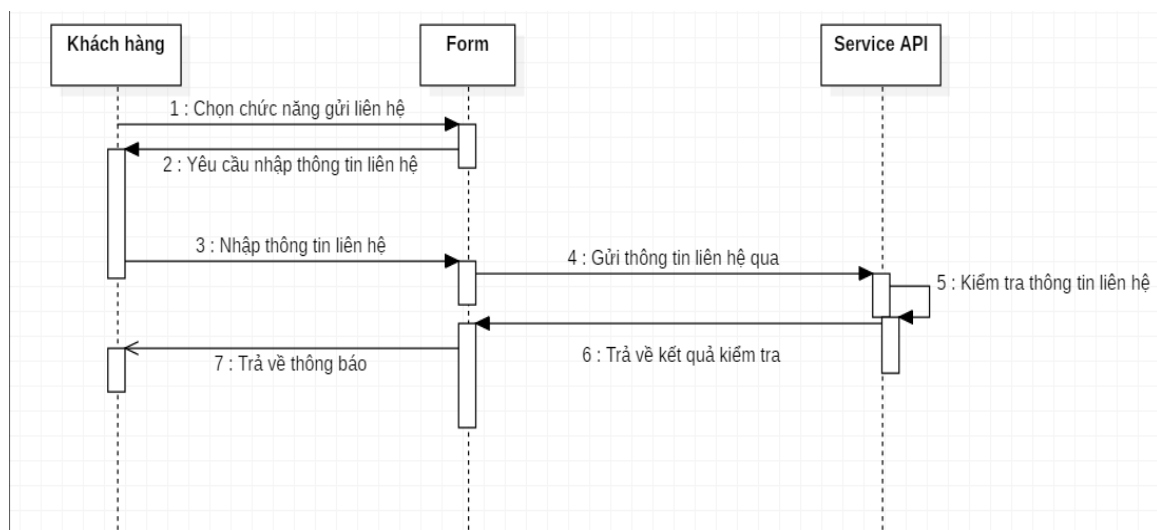 Khách hàng
Form
Service API
1 : Chọn chức năng gửi liên hệ
2 : Yêu cầu nhập thông tin liên hệ
3 : Nhập thông tin liên hệ
4 : Gửi thông tin liên hệ qua
5 : Kiểm tra thông tin liên hệ
6 : Trả về kết quả kiểm tra
7 : Trả về thông báo